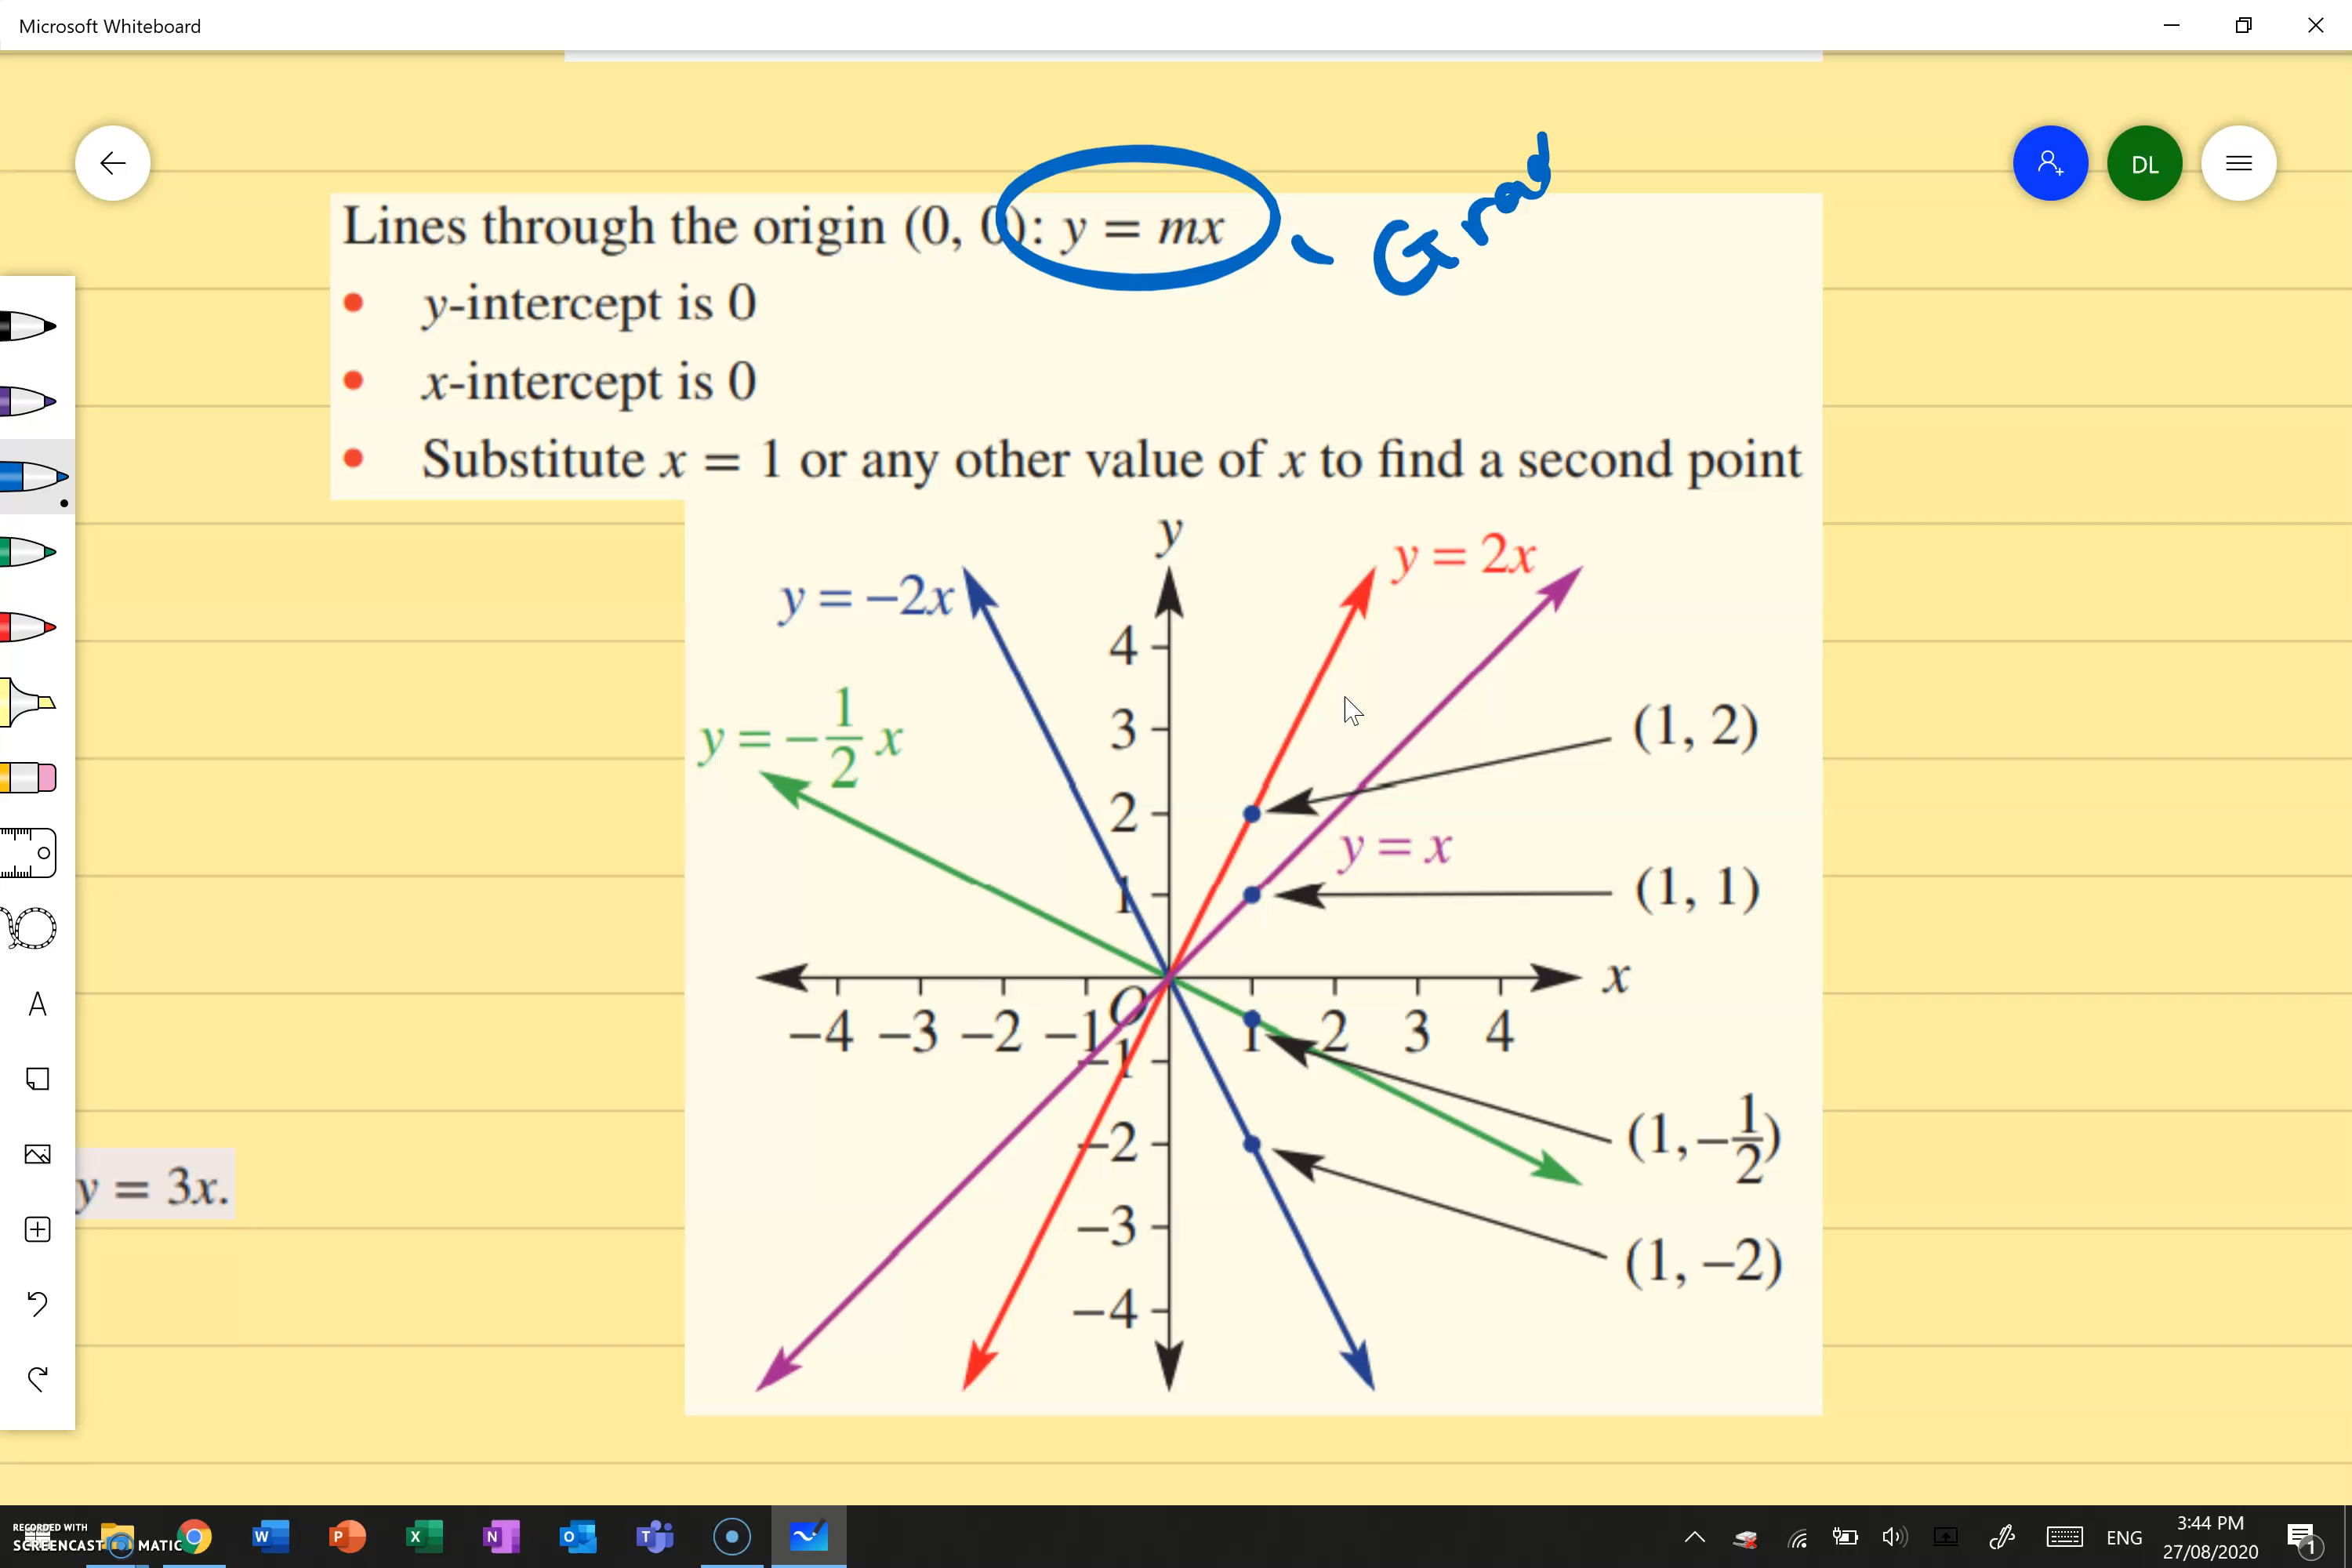 Microsoft Whiteboard
DL
Grad
Lines through the origin (0, 0): y = mx
• y-intercept is 0
• x-intercept is 0
• Substitute x = 1 or any other value of x to find a second point
y
y = 2x
y = −2x
4
y = −1/2 x
3
(1, 2)
2
y = x
1
(1, 1)
x
O
−4 −3 −2 −1 1 2 3 4
−1
−2
(1, −1/2)
y = 3x.
−3
(1, −2)
−4
A
RECORDED WITH
SCREENCAST MATIC
W
P
X
N
O
T
ENG
3:44 PM
27/08/2020
1